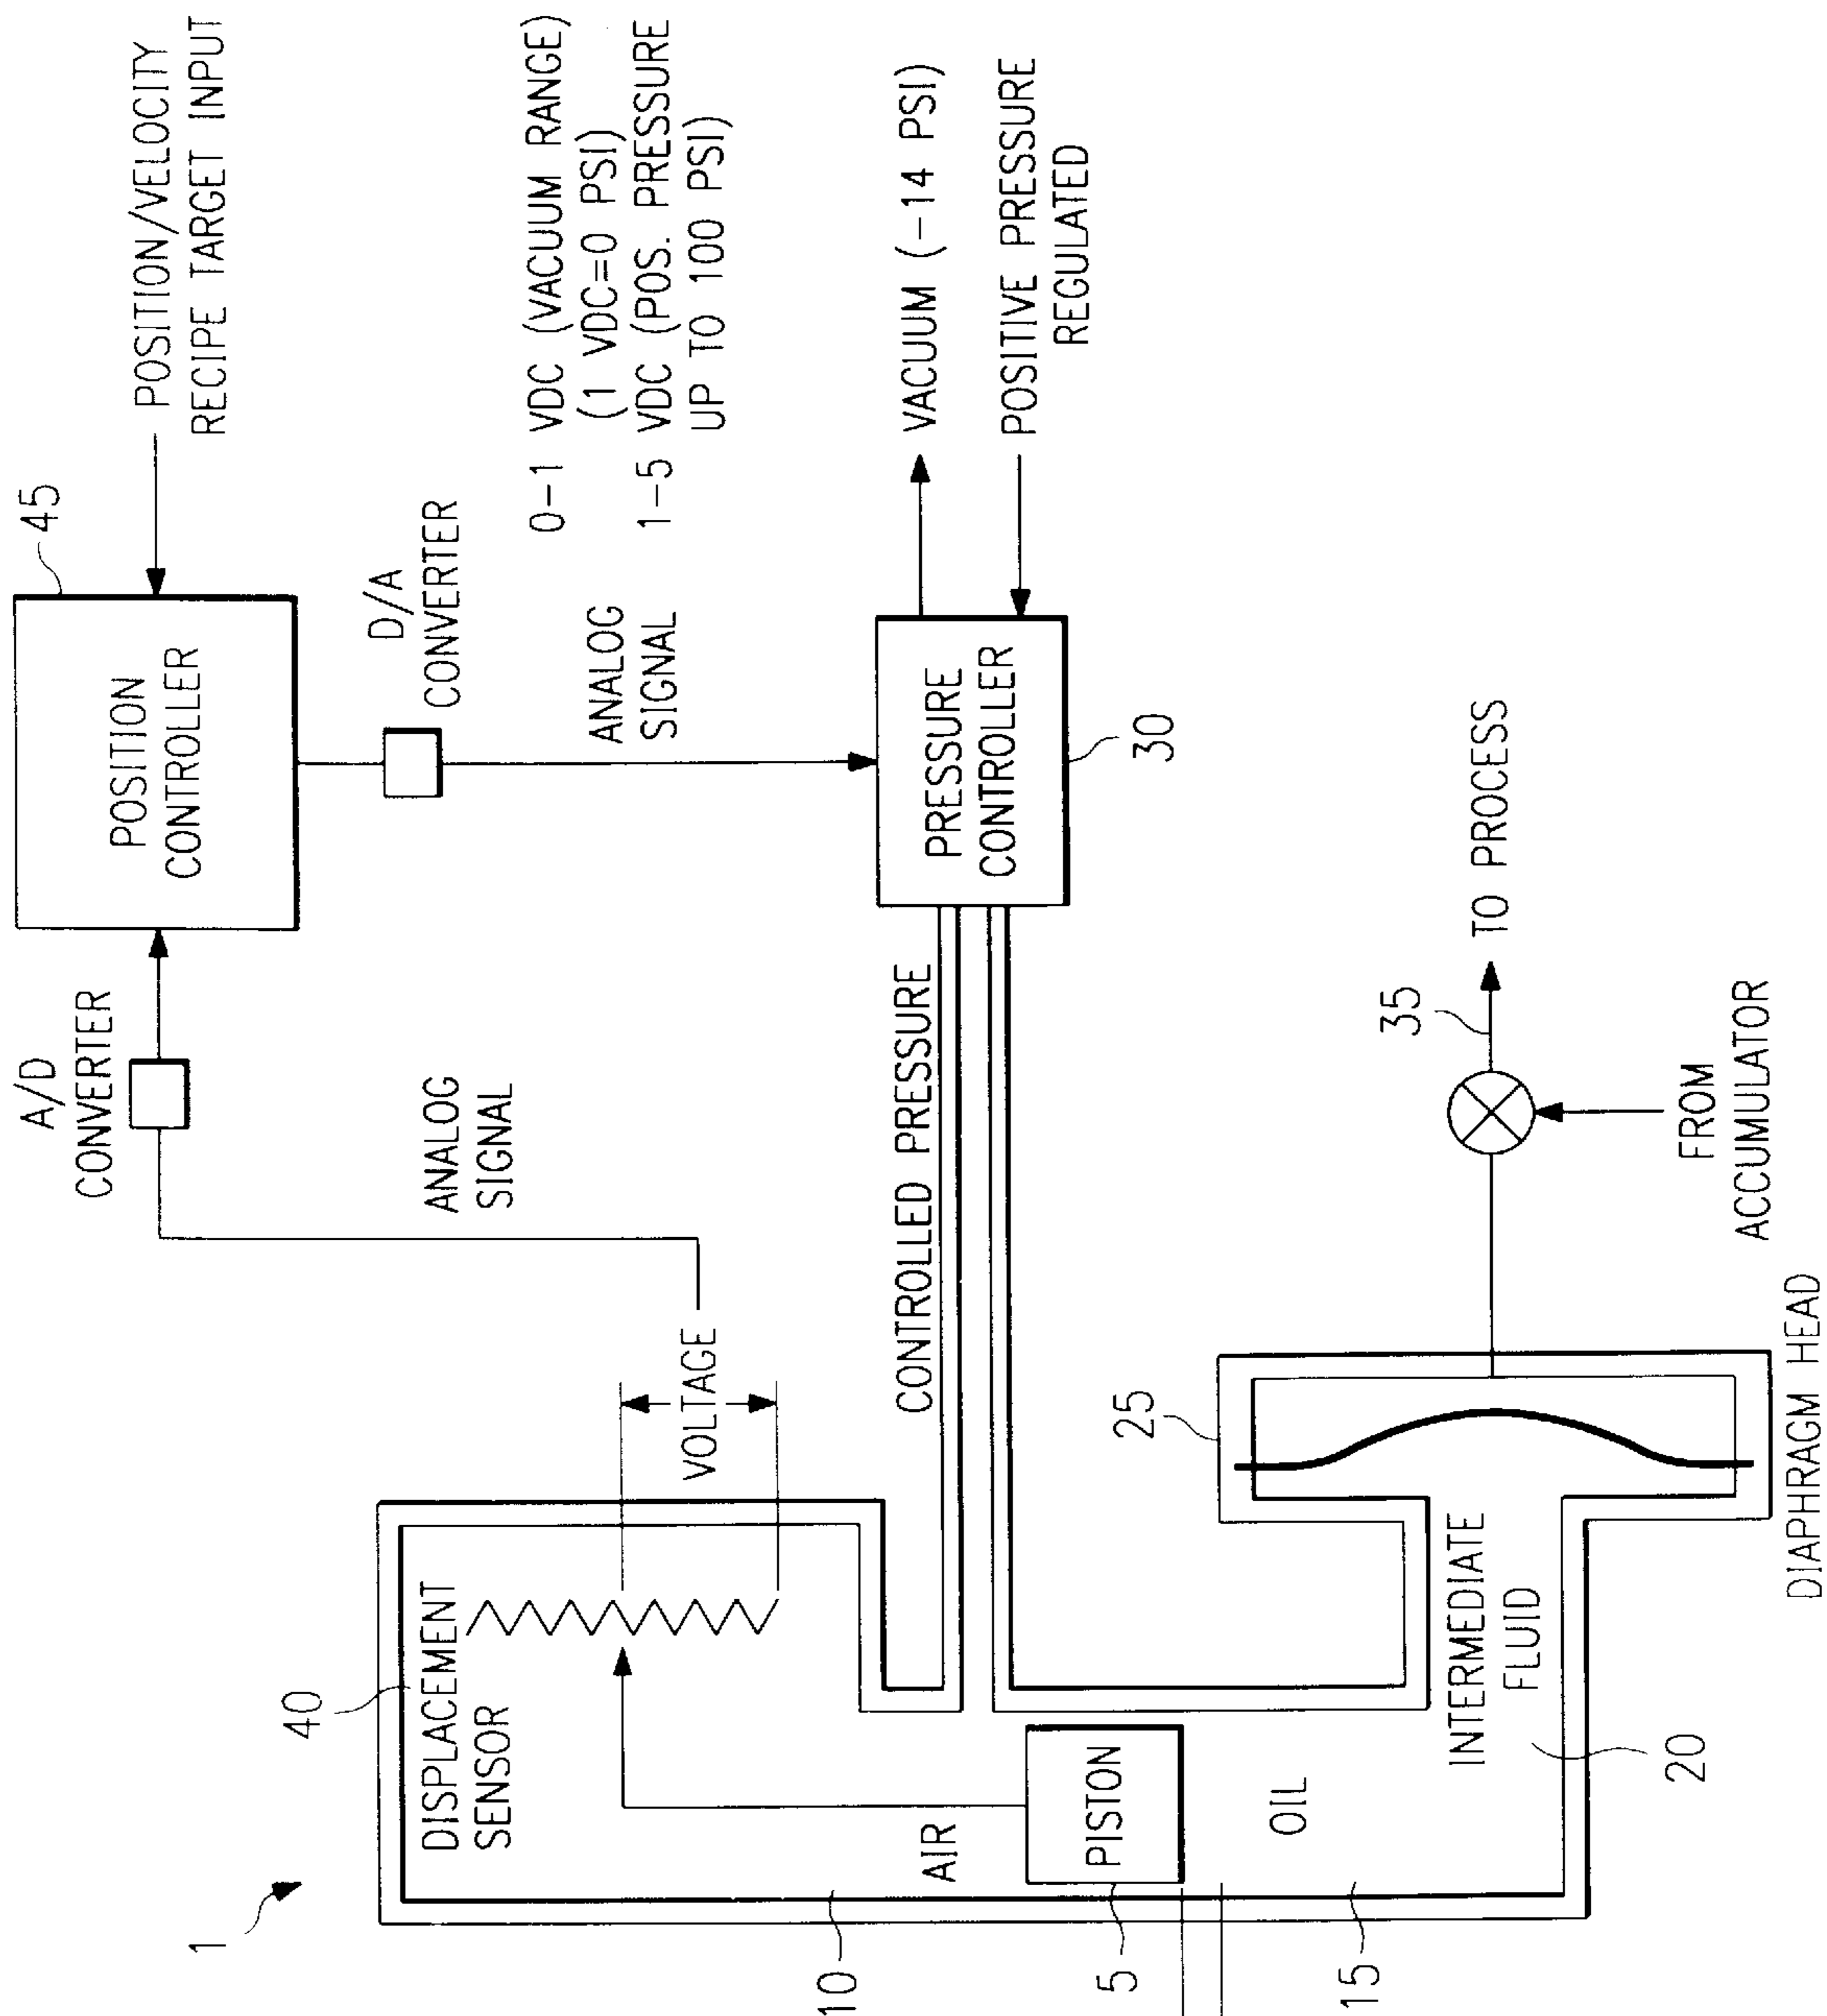 POSITION/VELOCITY
RECIPE TARGET INPUT
45
POSITION
CONTROLLER
A/D
CONVERTER
D/A
CONVERTER
0-1 VDC (VACUUM RANGE)
(1 VDC=0 PSI)
1-5 VDC (POS. PRESSURE
UP TO 100 PSI)
ANALOG
SIGNAL
ANALOG
SIGNAL
VACUUM (-14 PSI)
POSITIVE PRESSURE
REGULATED
PRESSURE
CONTROLLER
30
CONTROLLED PRESSURE
VOLTAGE
1
40
DISPLACEMENT
SENSOR
AIR
10
PISTON
5
OIL
15
INTERMEDIATE
FLUID
20
25
DIAPHRAGM HEAD
35
TO PROCESS
FROM
ACCUMULATOR